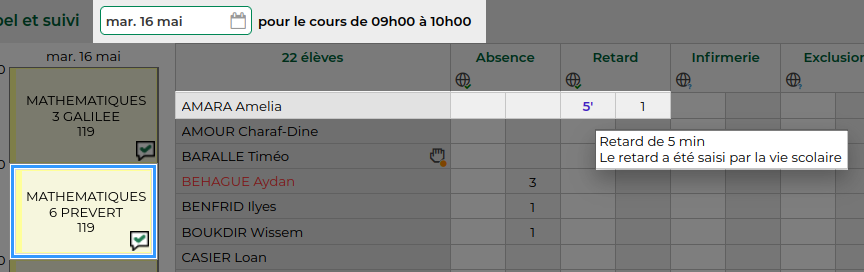 pel et suivi
mar. 16 mai
pour le cours de 09h00 à 10h00
mar. 16 mai
22 élèves
Absence
Retard
Infirmerie
Exclusion
0
MATHEMATIQUES
3 GALILEE
119
0
MATHEMATIQUES
6 PREVERT
119
0
AMARA Amelia
5'
1
AMOUR Charaf-Dine
BARALLE Timéo
BEHAGUE Aydan
3
BENFRID Ilyes
1
BOUKDIR Wissem
1
CASIER Loan
Retard de 5 min
Le retard a été saisi par la vie scolaire